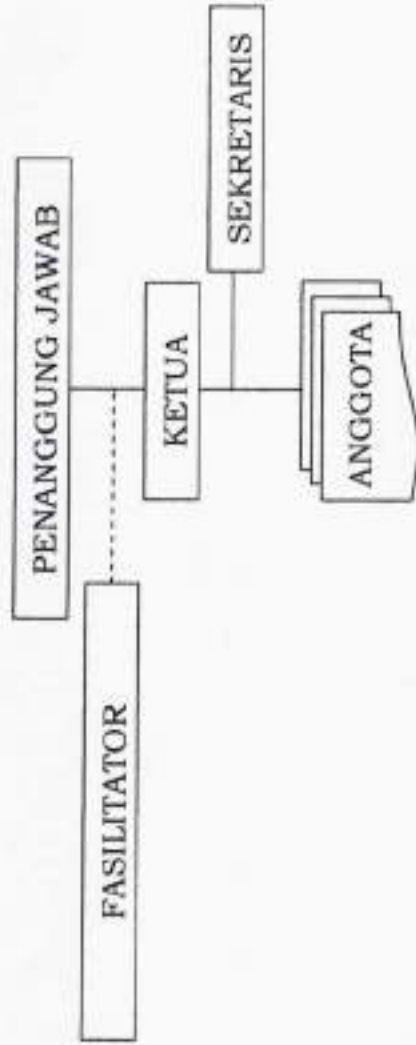 PENANGGUNG JAWAB
FASILITATOR
KETUA
SEKRETARIS
ANGGOTA